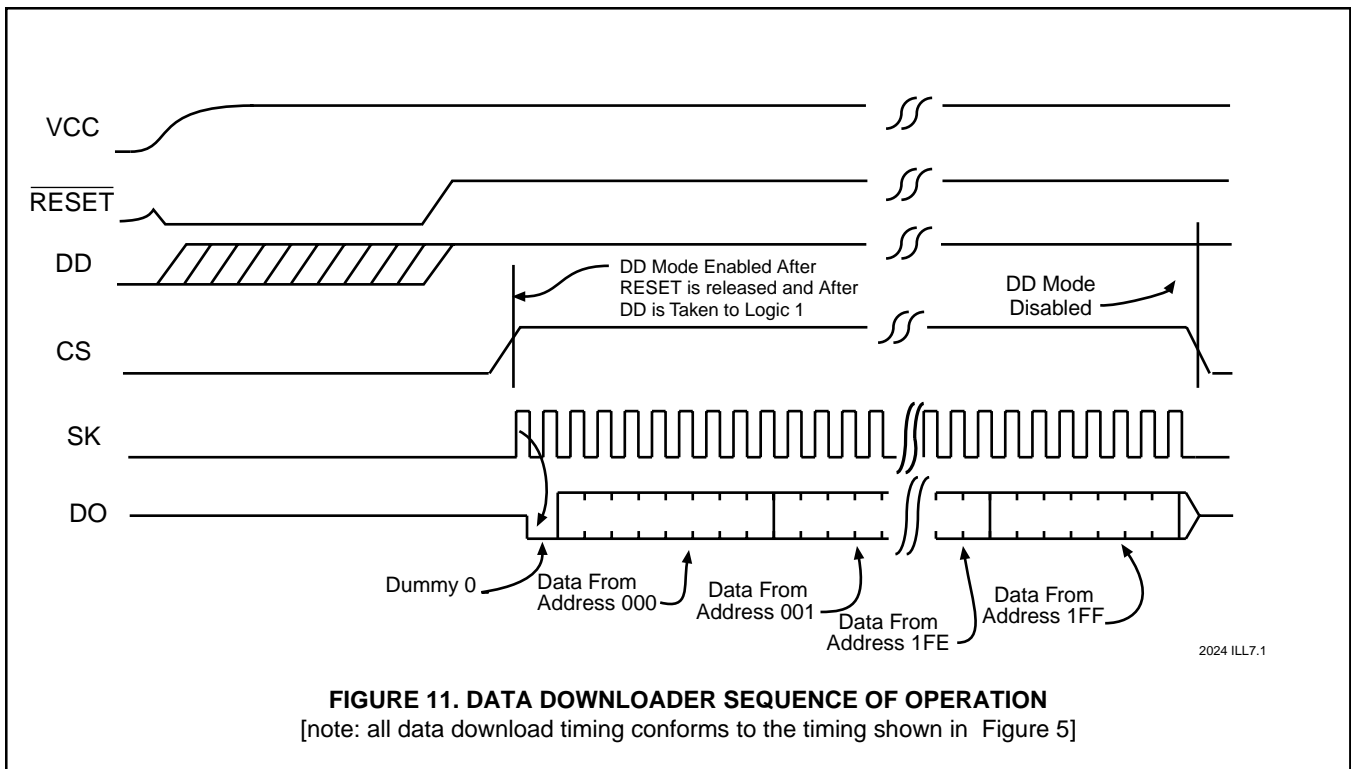 VCC
RESET
DD
DD Mode Enabled After
RESET is released and After
DD is Taken to Logic 1
DD Mode
Disabled
CS
SK
DO
Dummy 0
Data From
Address 000
Data From
Address 001
Data From
Address 1FE
Data From
Address 1FF
2024 ILL7.1
FIGURE 11. DATA DOWNLOADER SEQUENCE OF OPERATION
[note: all data download timing conforms to the timing shown in Figure 5]